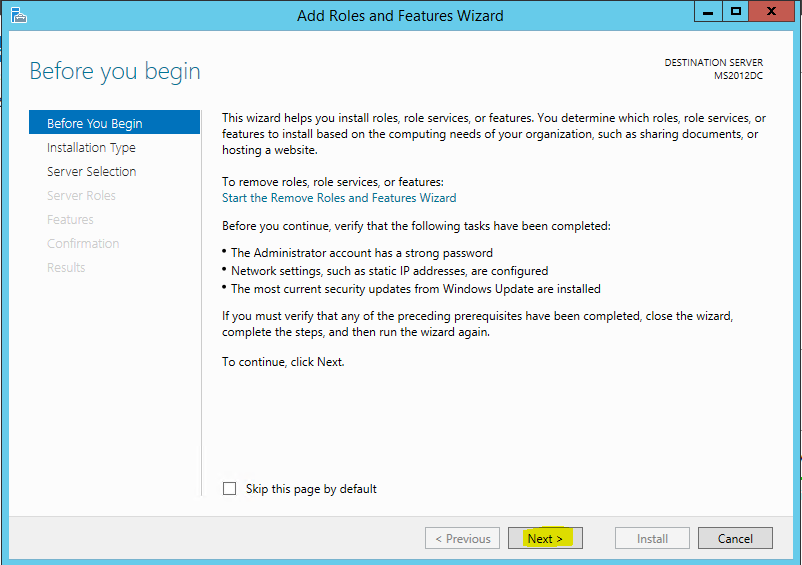 Add Roles and Features Wizard
Before you begin
DESTINATION SERVER
MS2012DC
Before You Begin
Installation Type
Server Selection
Server Roles
Features
Confirmation
Results
This wizard helps you install roles, role services, or features. You determine which roles, role services, or
features to install based on the computing needs of your organization, such as sharing documents, or
hosting a website.
To remove roles, role services, or features:
Start the Remove Roles and Features Wizard
Before you continue, verify that the following tasks have been completed:
• The Administrator account has a strong password
• Network settings, such as static IP addresses, are configured
• The most current security updates from Windows Update are installed
If you must verify that any of the preceding prerequisites have been completed, close the wizard,
complete the steps, and then run the wizard again.
To continue, click Next.
Skip this page by default
< Previous
Next >
Install
Cancel